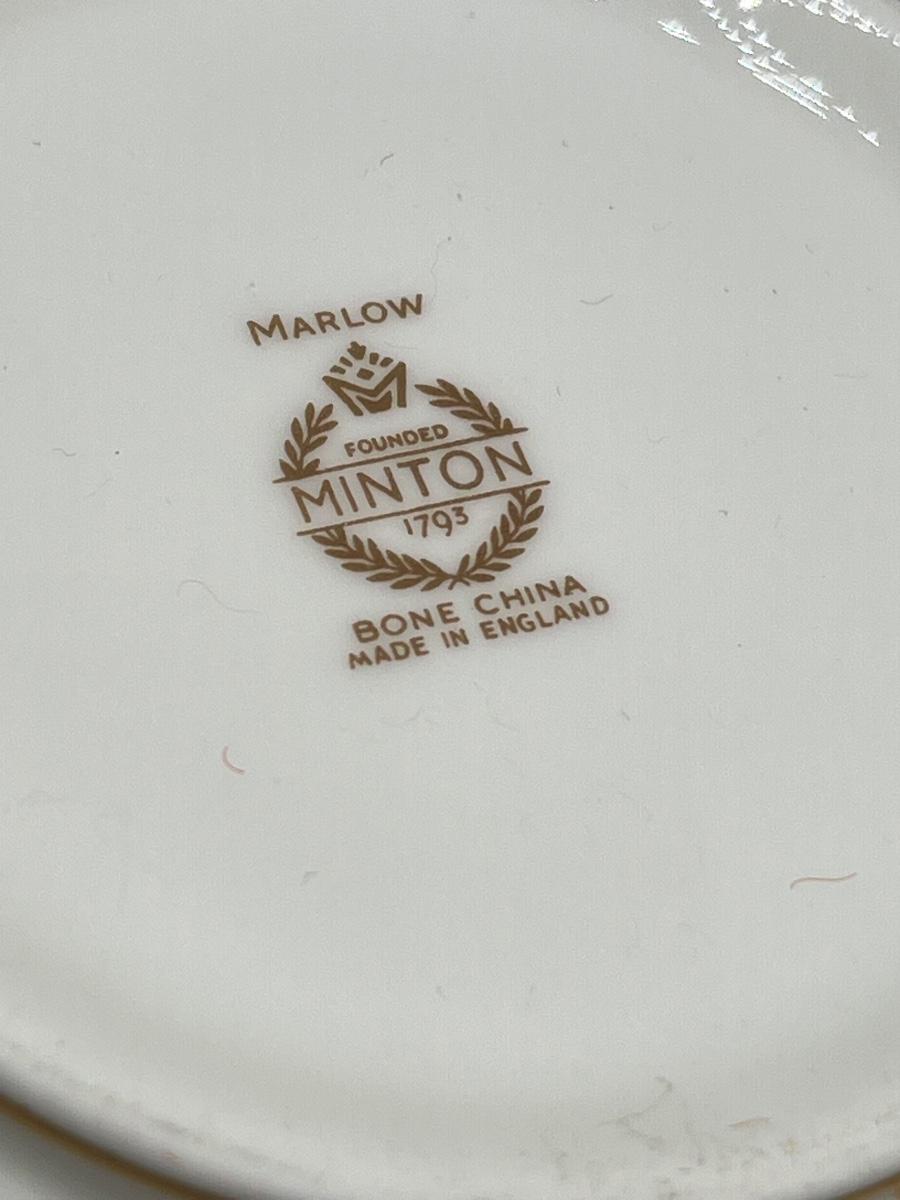 MARLOW
FOUNDED
MINTON
1793
BONE CHINA
MADE IN ENGLAND